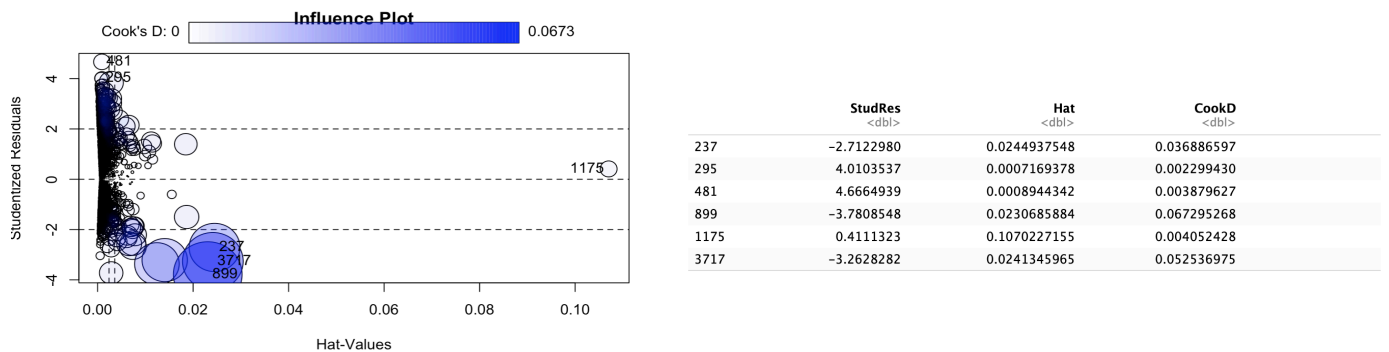 Influence Plot
Cook's D: 0
0.0673
Studentized Residuals
4
2
0
-2
-4
481
295
1175
237
3717
899
0.00 0.02 0.04 0.06 0.08 0.10
Hat-Values
StudRes Hat CookD
<dbl> <dbl> <dbl>
237 -2.7122980 0.0244937548 0.036886597
295 4.0103537 0.0007169378 0.002299430
481 4.6664939 0.0008944342 0.003879627
899 -3.7808548 0.0230685884 0.067295268
1175 0.4111323 0.1070227155 0.004052428
3717 -3.2628282 0.0241345965 0.052536975